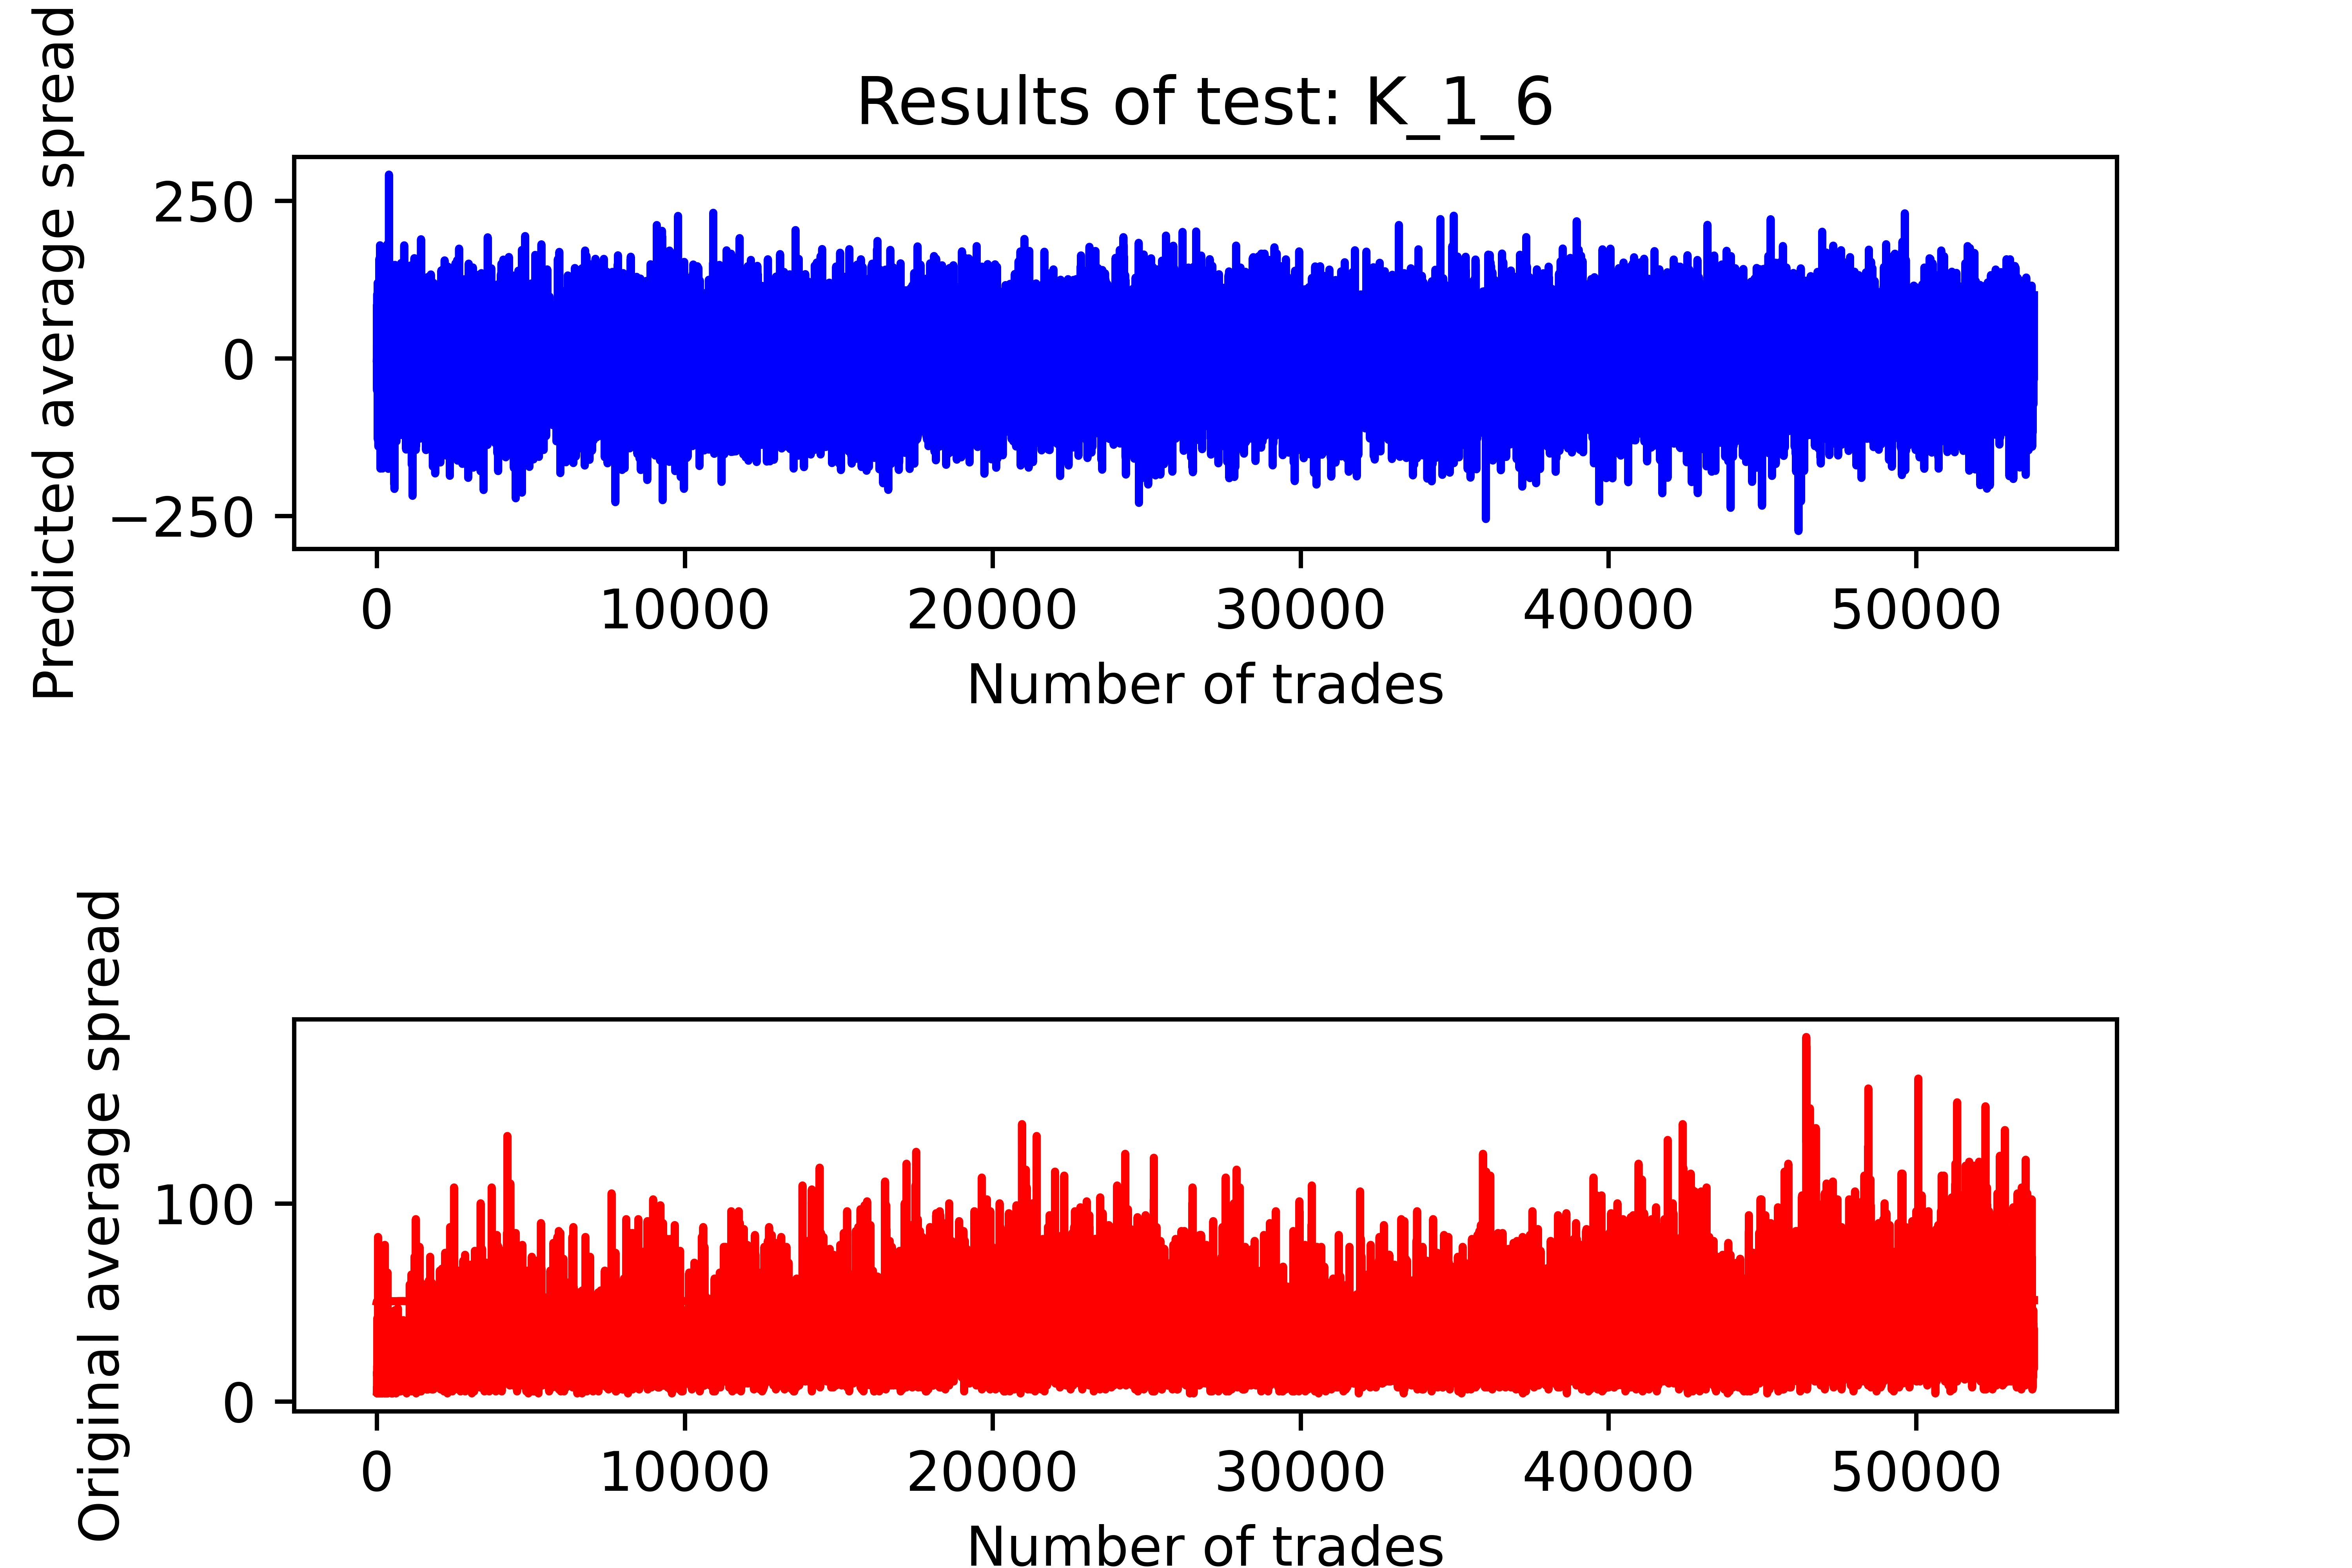 Results of test: K_1_6
Predicted average spread
250
0
−250
0 10000 20000 30000 40000 50000
Number of trades
Original average spread
100
0
0 10000 20000 30000 40000 50000
Number of trades